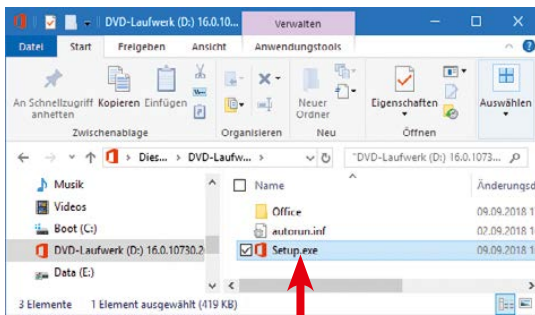 DVD-Laufwerk (D:) 16.0.10...
Verwalten
Datei Start Freigeben Ansicht Anwendungstools
An Schnellzugriff anheften
Kopieren
Einfügen
Neuer Ordner
Eigenschaften
Auswählen
Zwischenablage Organisieren Neu Öffnen
Dies... > DVD-Laufw... >
"DVD-Laufwerk (D:) 16.0.1073...
Musik
Videos
Boot (C:)
DVD-Laufwerk (D:) 16.0.10730.2
Data (E:)
Name Änderungsd
Office 09.09.2018 1
autorun.inf 02.09.2018 1
Setup.exe 09.09.2018 1
3 Elemente 1 Element ausgewählt (419 KB)